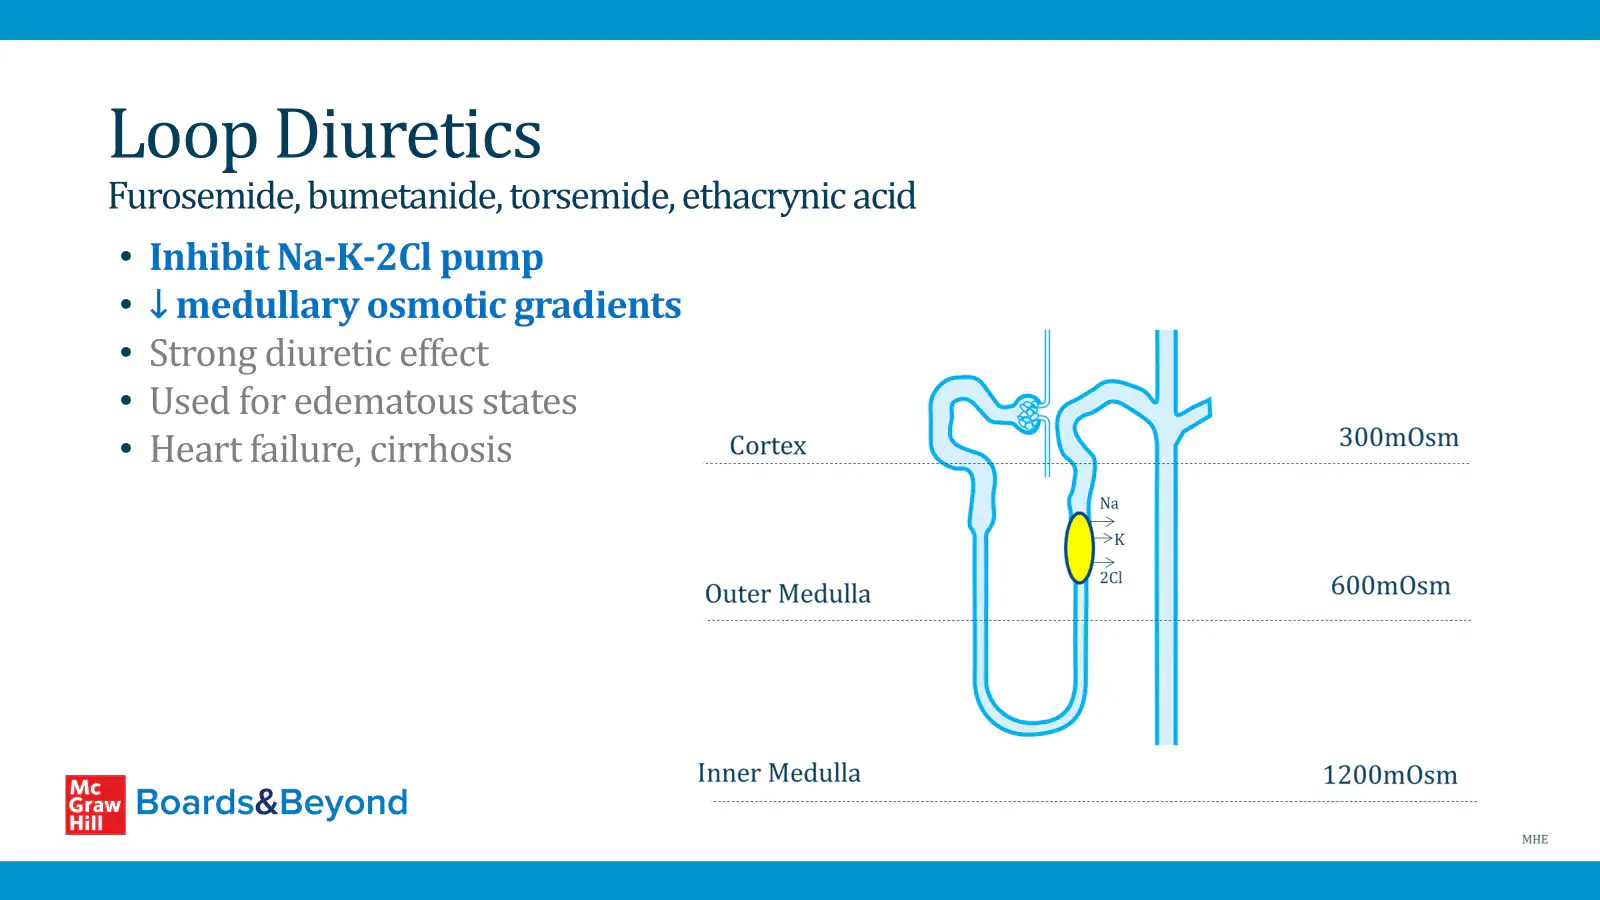 Loop Diuretics
Furosemide, bumetanide, torsemide, ethacrynic acid
• Inhibit Na-K-2Cl pump
• ↓ medullary osmotic gradients
• Strong diuretic effect
• Used for edematous states
• Heart failure, cirrhosis
Cortex
300mOsm
Na
K
2Cl
Outer Medulla
600mOsm
Inner Medulla
1200mOsm
Mc
Graw
Hill
Boards&Beyond
MHE